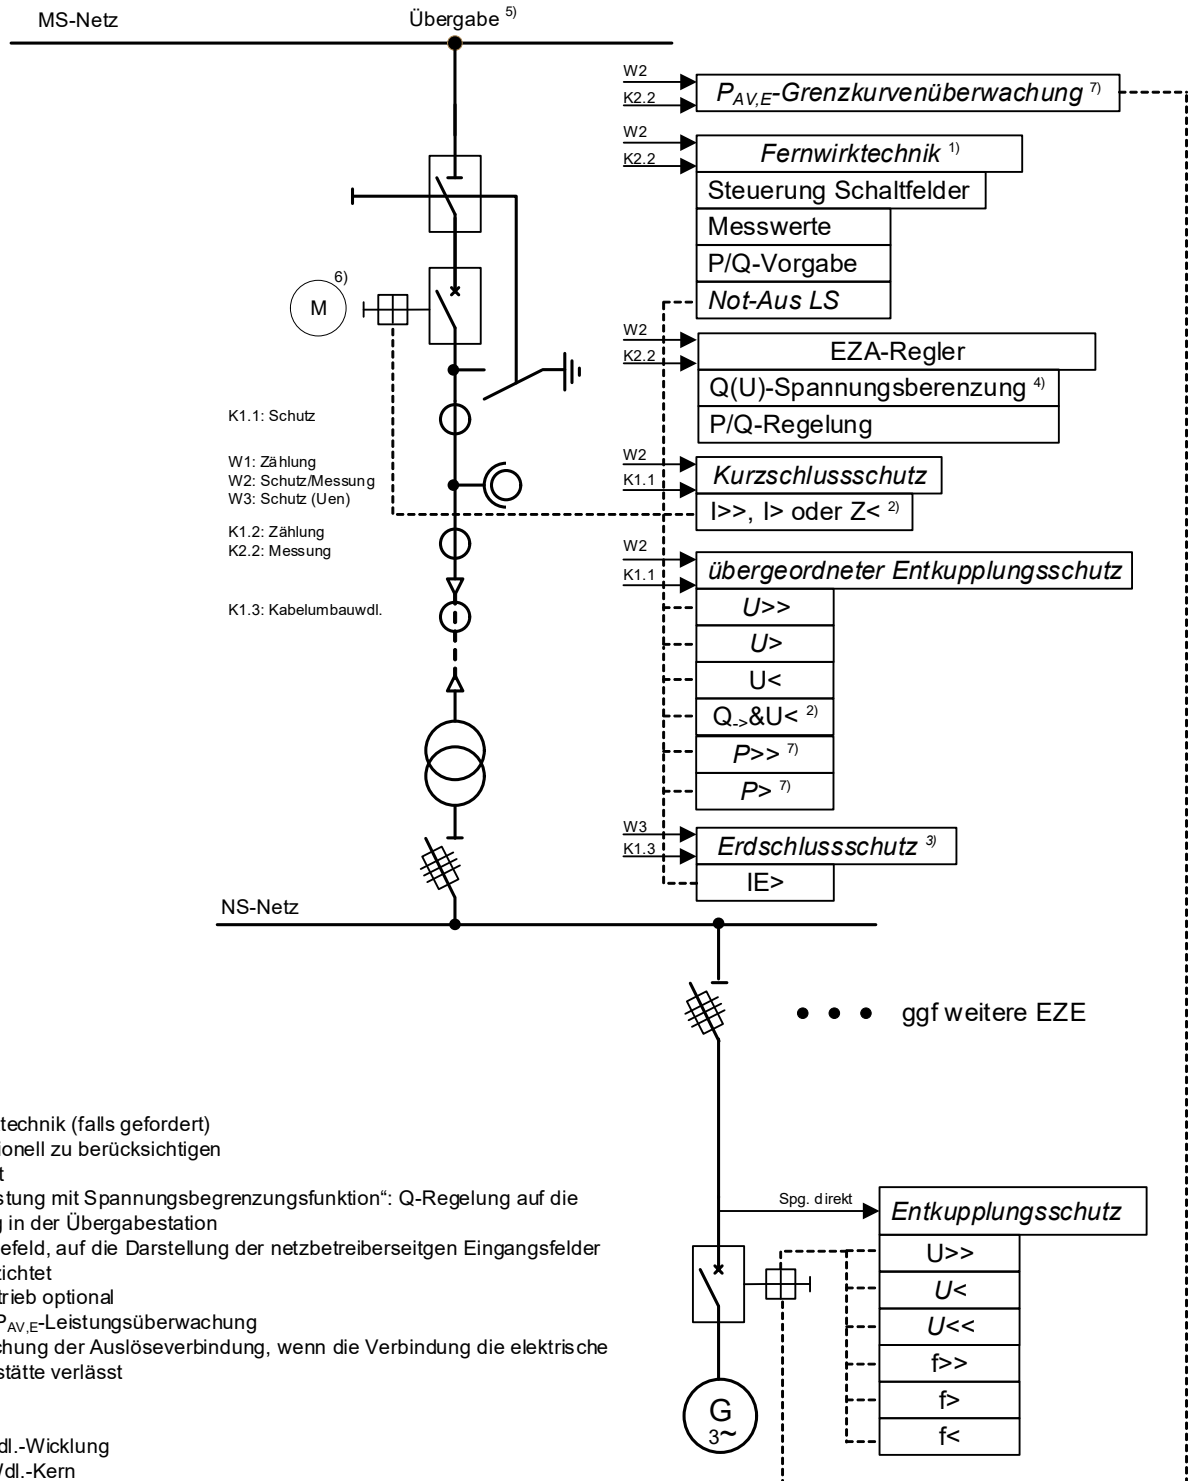 MS-Netz
Übergabe 5)
W2
K2.2
P_AV,E-Grenzkurvenüberwachung 7)
W2
K2.2
Fernwirktechnik 1)
Steuerung Schaltfelder
Messwerte
P/Q-Vorgabe
Not-Aus LS
M 6)
W2
K2.2
EZA-Regler
Q(U)-Spannungsberenzung 4)
P/Q-Regelung
K1.1: Schutz
W1: Zählung
W2: Schutz/Messung
W3: Schutz (Uen)
K1.2: Zählung
K2.2: Messung
K1.3: Kabelumbauwdl.
W2
K1.1
Kurzschlussschutz
I>>, I> oder Z< 2)
W2
K1.1
übergeordneter Entkupplungsschutz
U>>
U>
U<
Q->&U< 2)
P>> 7)
P> 7)
W3
K1.3
Erdschlussschutz 3)
IE>
NS-Netz
ggf weitere EZE
technik (falls gefordert)
ionell zu berücksichtigen
t
stung mit Spannungsbegrenzungsfunktion“: Q-Regelung auf die
g in der Übergabestation
efeld, auf die Darstellung der netzbetreiberseitgen Eingangsfelder
zichtet
trieb optional
P_AV,E-Leistungsüberwachung
chung der Auslöseverbindung, wenn die Verbindung die elektrische
stätte verlässt
dl.-Wicklung
Wdl.-Kern
Spg. direkt
Entkupplungsschutz
U>>
U<
U<<
f>>
f>
f<
G
3~